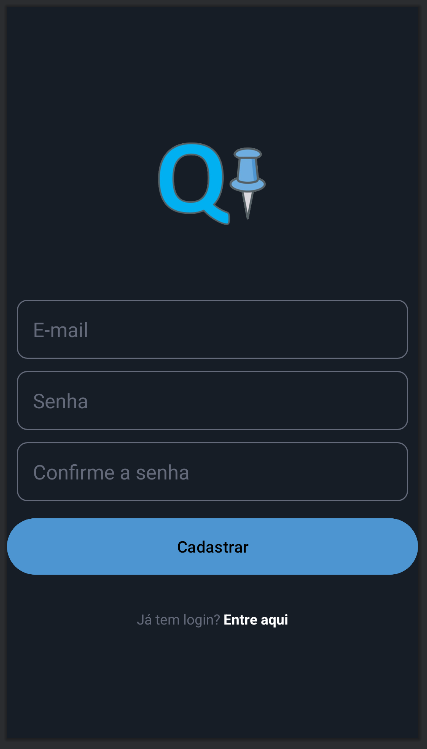 Q
E-mail
Senha
Confirme a senha
Cadastrar
Já tem login? Entre aqui